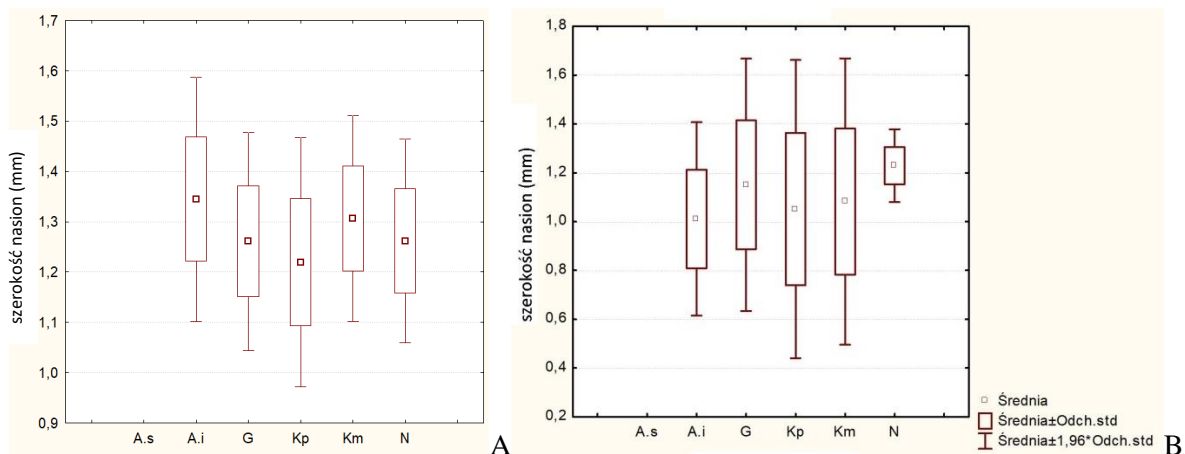 szerokość nasion (mm)
1,7
1,6
1,5
1,4
1,3
1,2
1,1
1,0
0,9
A.s A.i G Kp Km N
A
szerokość nasion (mm)
1,8
1,6
1,4
1,2
1,0
0,8
0,6
0,4
0,2
A.s A.i G Kp Km N
Średnia
Średnia±Odch.std
Średnia±1,96*Odch.std
B